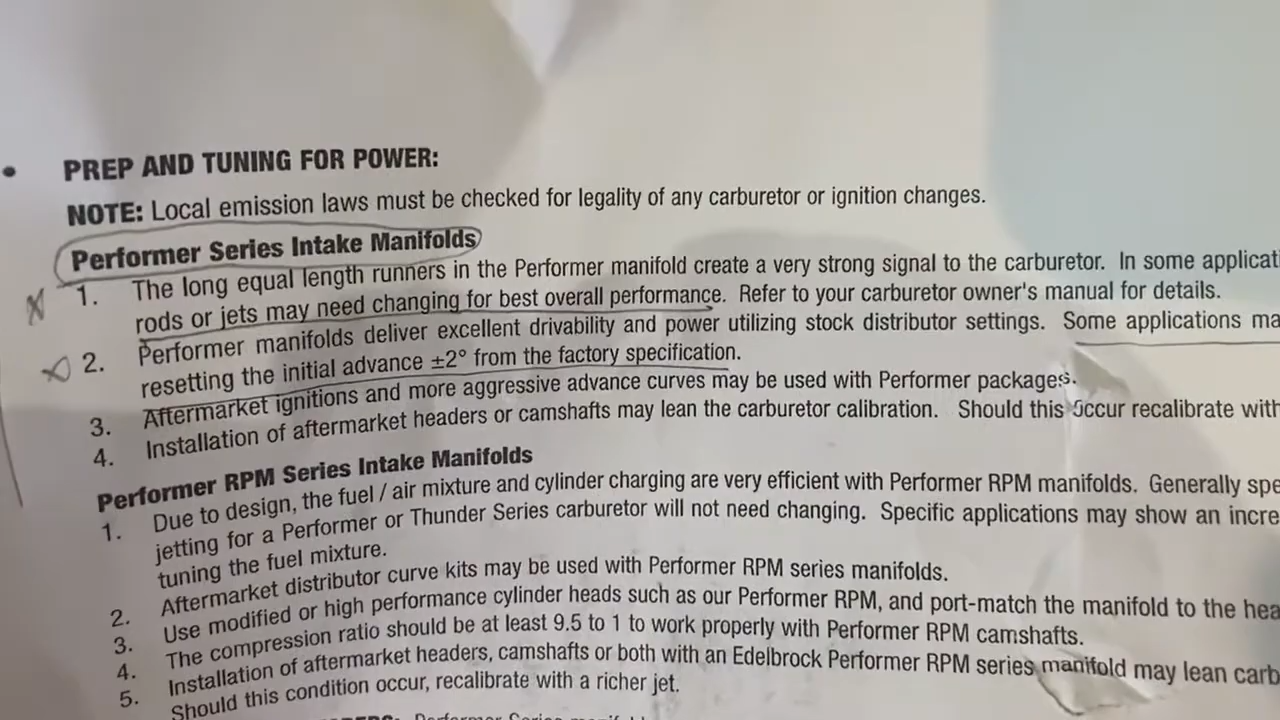 • PREP AND TUNING FOR POWER:
NOTE: Local emission laws must be checked for legality of any carburetor or ignition changes.
Performer Series Intake Manifolds
1. The long equal length runners in the Performer manifold create a very strong signal to the carburetor. In some applicati
rods or jets may need changing for best overall performance. Refer to your carburetor owner's manual for details.
2. Performer manifolds deliver excellent drivability and power utilizing stock distributor settings. Some applications ma
resetting the initial advance ±2° from the factory specification.
3. Aftermarket ignitions and more aggressive advance curves may be used with Performer packages.
4. Installation of aftermarket headers or camshafts may lean the carburetor calibration. Should this occur recalibrate with
Performer RPM Series Intake Manifolds
1. Due to design, the fuel / air mixture and cylinder charging are very efficient with Performer RPM manifolds. Generally spe
jetting for a Performer or Thunder Series carburetor will not need changing. Specific applications may show an incre
tuning the fuel mixture.
2. Aftermarket distributor curve kits may be used with Performer RPM series manifolds.
3. Use modified or high performance cylinder heads such as our Performer RPM, and port-match the manifold to the hea
4. The compression ratio should be at least 9.5 to 1 to work properly with Performer RPM camshafts.
5. Installation of aftermarket headers, camshafts or both with an Edelbrock Performer RPM series manifold may lean carb
Should this condition occur, recalibrate with a richer jet.